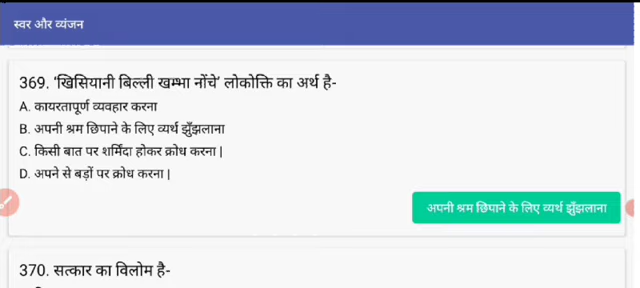 स्वर और व्यंजन
369. 'खिसियानी बिल्ली खम्भा नोंचे' लोकोक्ति का अर्थ है-
A. कायरतापूर्ण व्यवहार करना
B. अपनी श्रम छिपाने के लिए व्यर्थ झुँझलाना
C. किसी बात पर शर्मिंदा होकर क्रोध करना |
D. अपने से बड़ों पर क्रोध करना |
अपनी श्रम छिपाने के लिए व्यर्थ झुँझलाना
370. सत्कार का विलोम है-